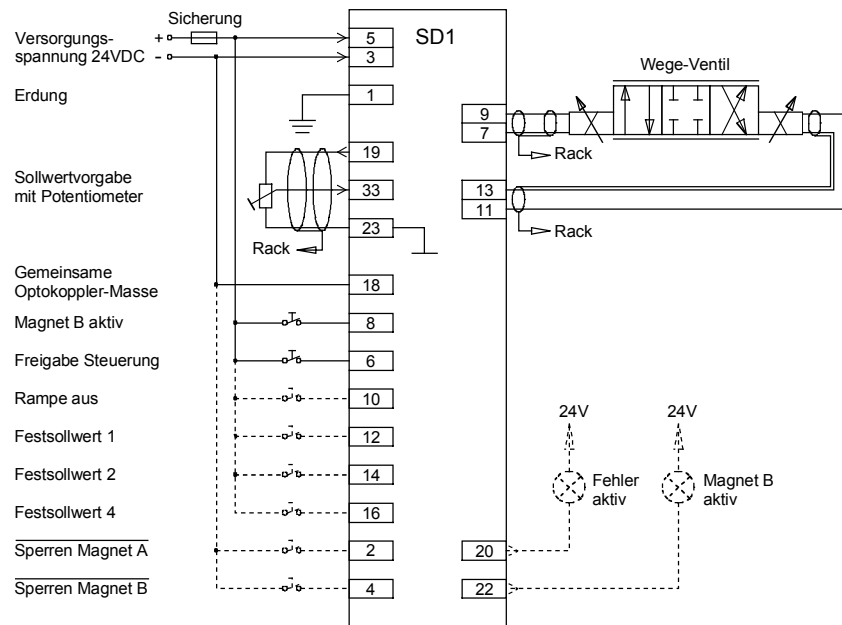 Sicherung
Versorgungs-
spannung 24VDC
+
-
5
3
SD1
Erdung
1
Wege-Ventil
9
7
Rack
19
Sollwertvorgabe
mit Potentiometer
33
13
11
23
Rack
Rack
Gemeinsame
Optokoppler-Masse
18
Magnet B aktiv
8
Freigabe Steuerung
6
Rampe aus
10
Festsollwert 1
12
24V
24V
Festsollwert 2
14
Fehler
aktiv
Magnet B
aktiv
Festsollwert 4
16
Sperren Magnet A
2
20
Sperren Magnet B
4
22